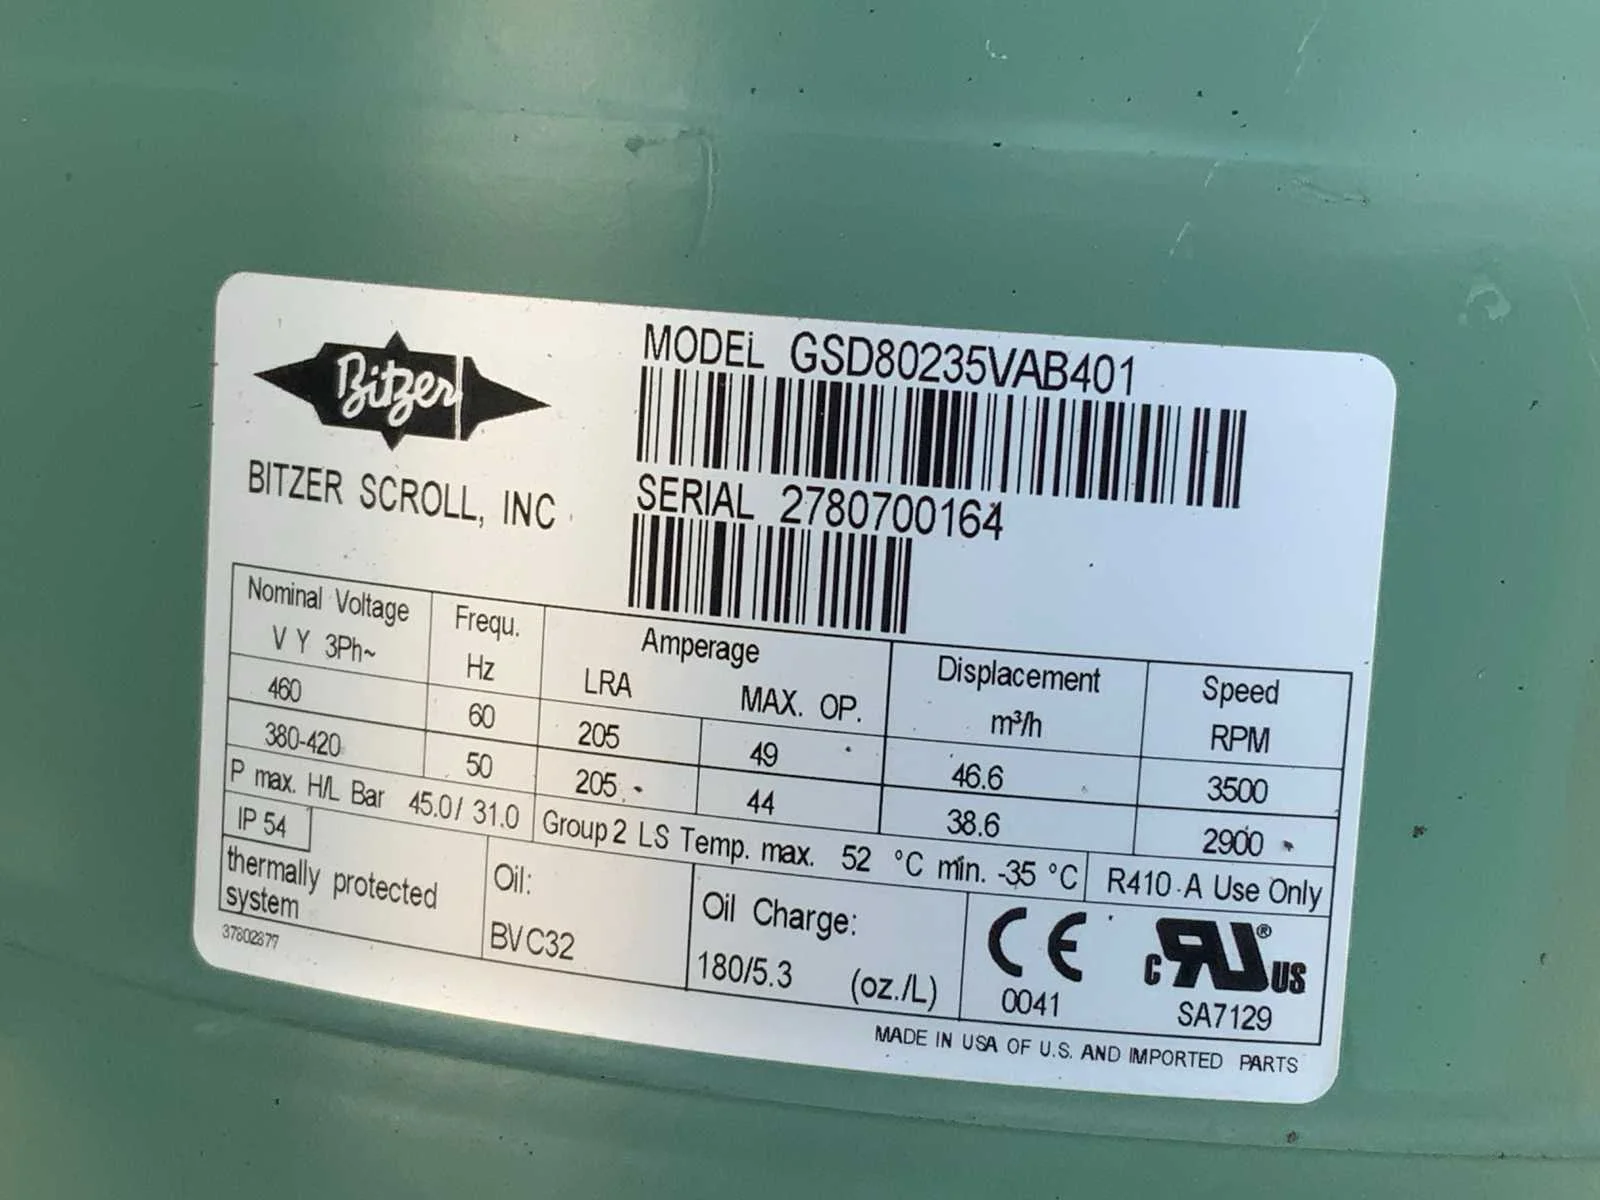 MODEL GSD80235VAB401
Bitzer
BITZER SCROLL, INC
SERIAL 2780700164
Nominal Voltage Frequ. Amperage Displacement Speed
V Y 3Ph~ Hz LRA MAX. OP. m³/h RPM
460 60 205 49 46.6 3500
380-420 50 205 44 38.6 2900
P max. H/L Bar 45.0/ 31.0 Group2 LS Temp. max. 52 °C min. -35 °C R410-A Use Only
IP 54
thermally protected
system
Oil:
BVC32
Oil Charge:
180/5.3 (oz./L)
CE
0041
C RU® US
SA7129
37802877
MADE IN USA OF U.S. AND IMPORTED PARTS